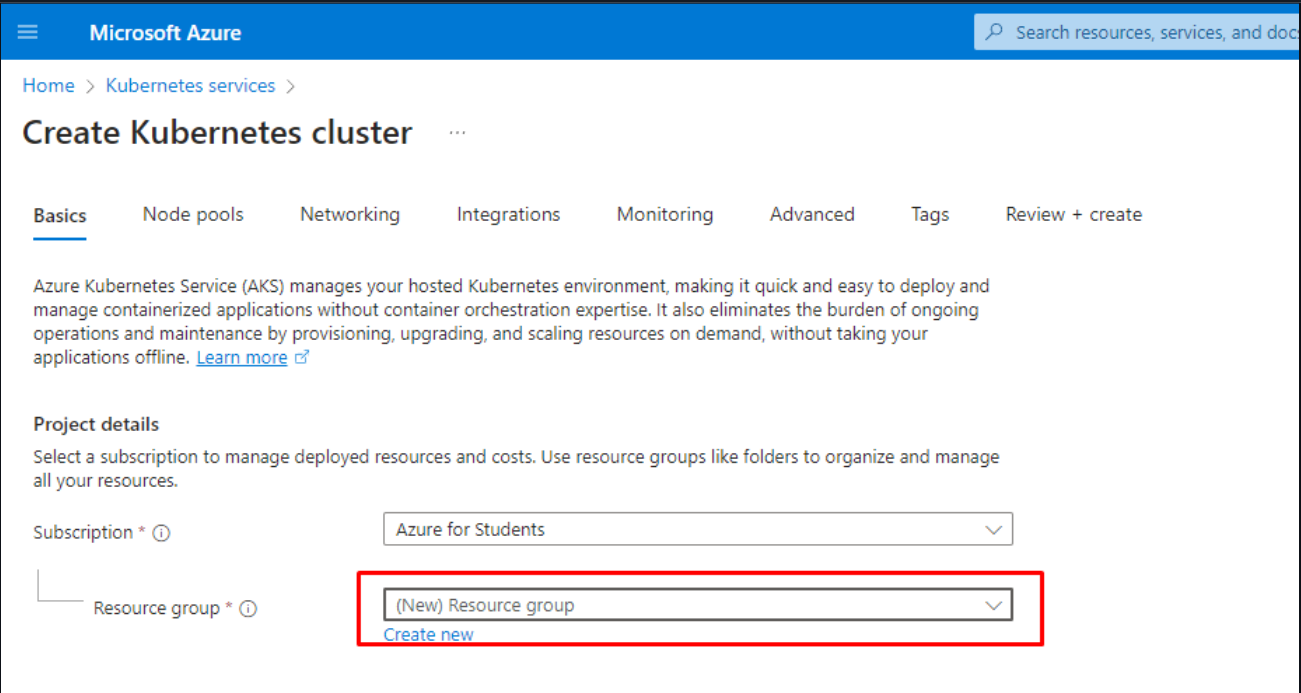 Microsoft Azure
Search resources, services, and docs
Home > Kubernetes services >
Create Kubernetes cluster ...
Basics Node pools Networking Integrations Monitoring Advanced Tags Review + create
Azure Kubernetes Service (AKS) manages your hosted Kubernetes environment, making it quick and easy to deploy and
manage containerized applications without container orchestration expertise. It also eliminates the burden of ongoing
operations and maintenance by provisioning, upgrading, and scaling resources on demand, without taking your
applications offline. Learn more
Project details
Select a subscription to manage deployed resources and costs. Use resource groups like folders to organize and manage
all your resources.
Subscription * Azure for Students
Resource group * (New) Resource group
Create new